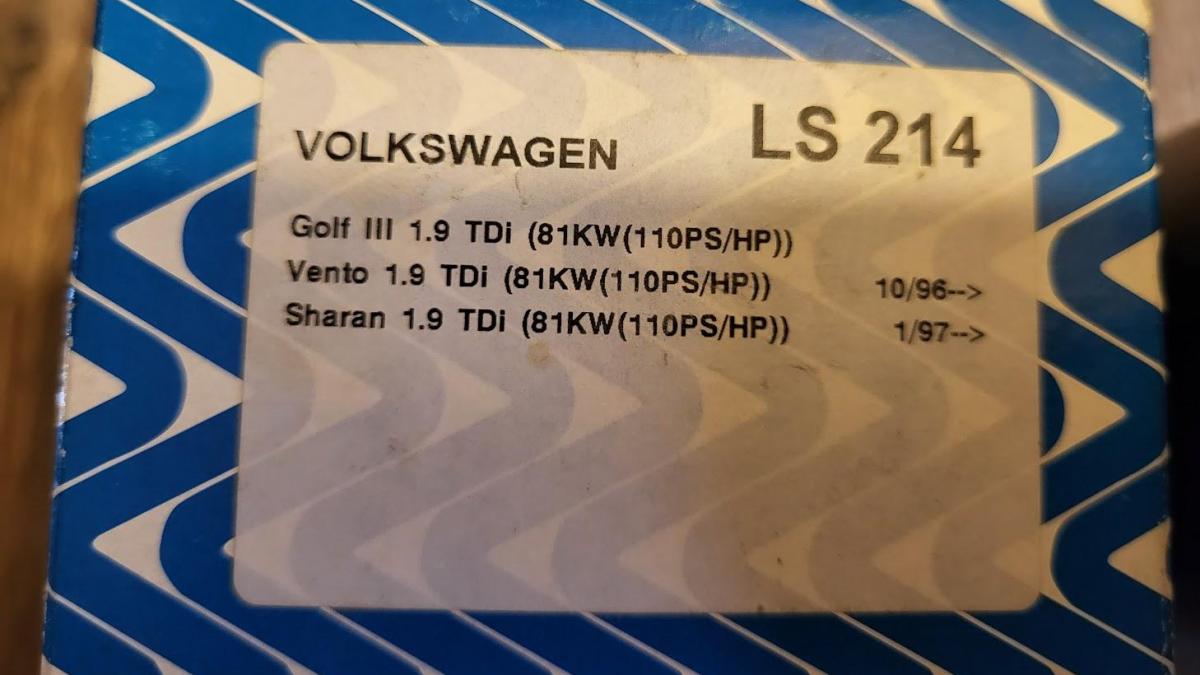 VOLKSWAGEN LS 214
Golf III 1.9 TDi (81KW(110PS/HP))
Vento 1.9 TDi (81KW(110PS/HP)) 10/96-->
Sharan 1.9 TDi (81KW(110PS/HP)) 1/97-->